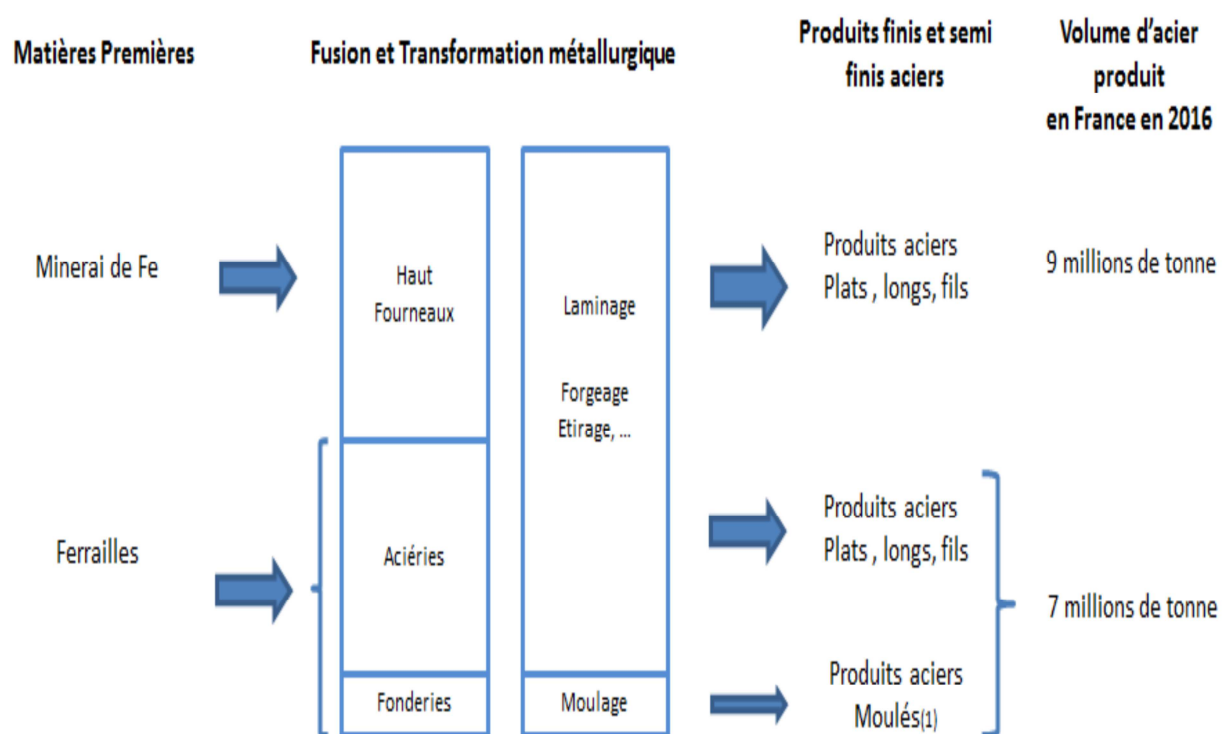 Matières Premières
Fusion et Transformation métallurgique
Produits finis et semi
finis aciers
Volume d'acier
produit
en France en 2016
Minerai de Fe
Haut
Fourneaux
Laminage
Forgeage
Etirage, ...
Produits aciers
Plats , longs, fils
9 millions de tonne
Ferrailles
Aciéries
Produits aciers
Plats , longs, fils
7 millions de tonne
Fonderies
Moulage
Produits aciers
Moulés(1)